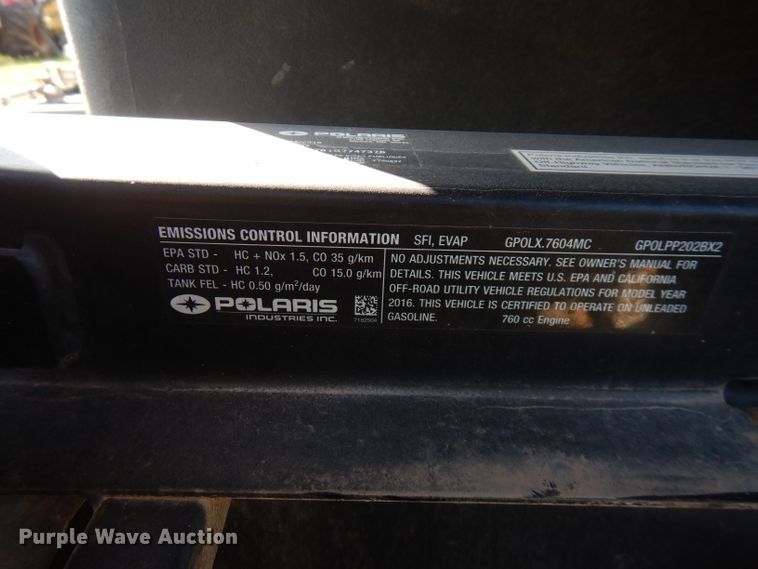 POLARIS
EMISSIONS CONTROL INFORMATION SFI, EVAP GPOLX.7604MC GPOLPP202BX2
EPA STD - HC + NOx 1.5, CO 35 g/km
CARB STD - HC 1.2, CO 15.0 g/km
TANK FEL - HC 0.50 g/m²/day
POLARIS
INDUSTRIES INC.
7182504
NO ADJUSTMENTS NECESSARY. SEE OWNER'S MANUAL FOR
DETAILS. THIS VEHICLE MEETS U.S. EPA AND CALIFORNIA
OFF-ROAD UTILITY VEHICLE REGULATIONS FOR MODEL YEAR
2016. THIS VEHICLE IS CERTIFIED TO OPERATE ON UNLEADED
GASOLINE. 760 cc Engine
Purple Wave Auction